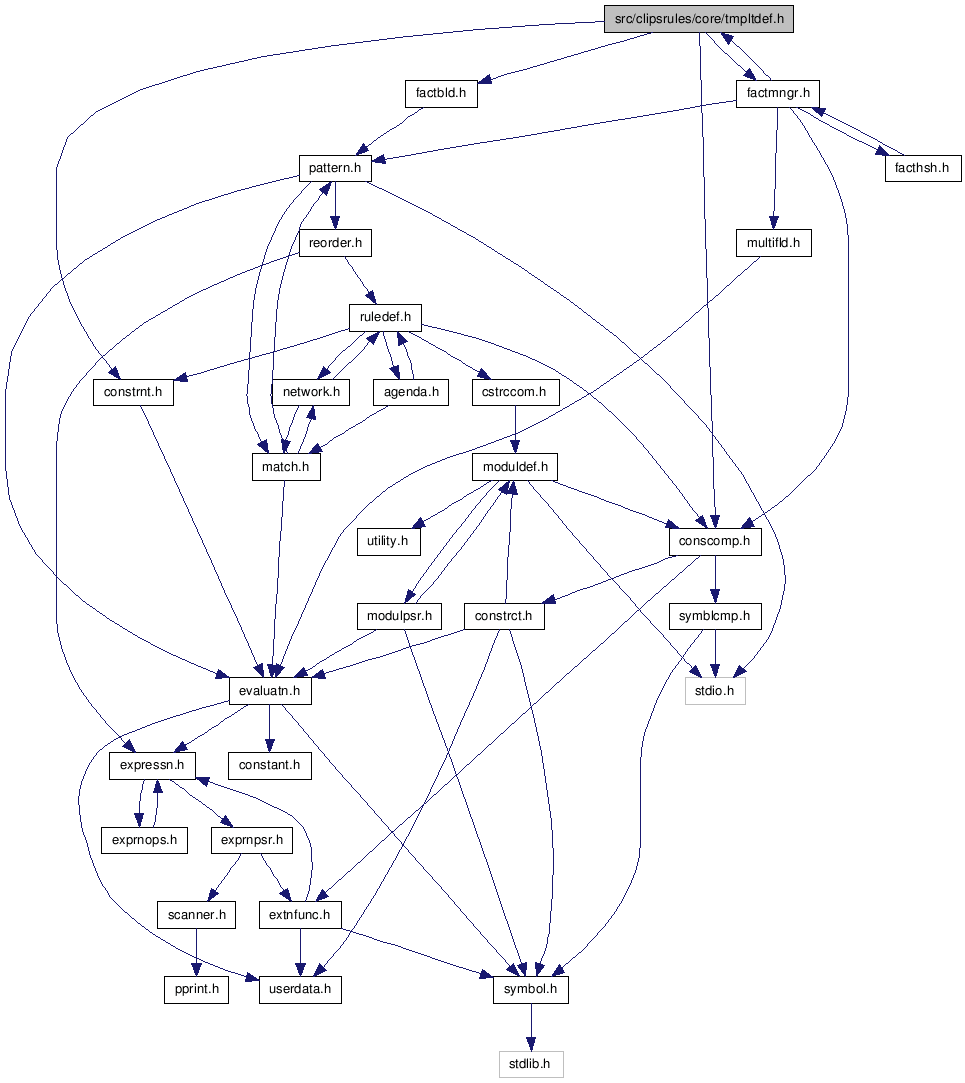 src/clipsrules/core/tmpltdef.h
factbld.h
factmngr.h
pattern.h
facthsh.h
reorder.h
multifld.h
ruledef.h
constrnt.h
network.h
agenda.h
cstrccom.h
match.h
moduldef.h
utility.h
conscomp.h
modulpsr.h
constrct.h
symblcmp.h
evaluatn.h
stdio.h
expressn.h
constant.h
exprnops.h
exprnpsr.h
scanner.h
extnfunc.h
pprint.h
userdata.h
symbol.h
stdlib.h